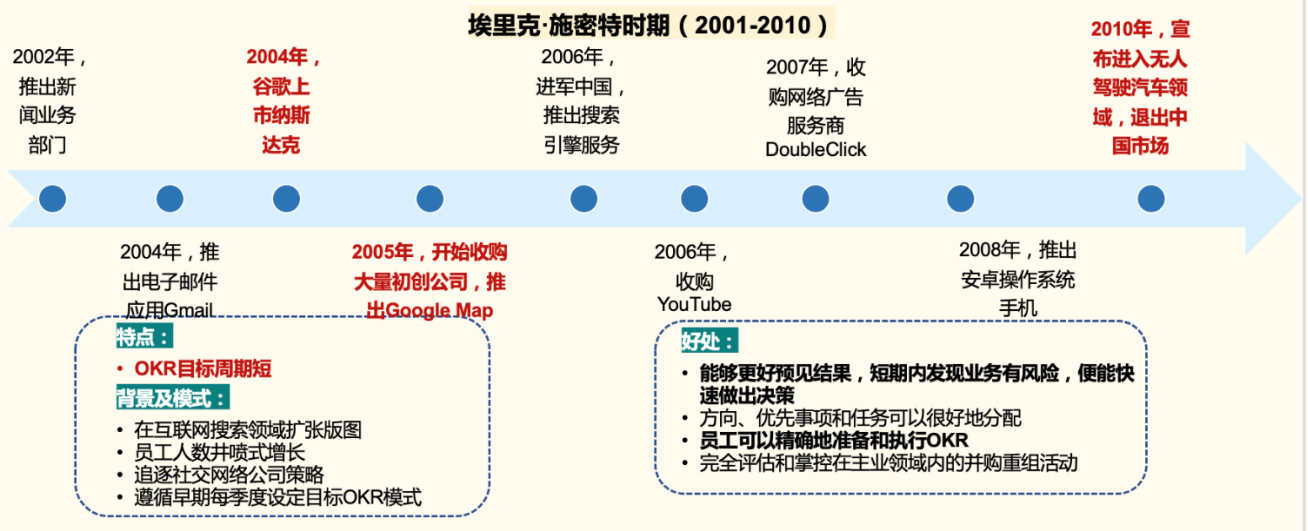 埃里克·施密特时期（2001-2010）
2002年，
推出新
闻业务
部门
2004年，
谷歌上
市纳斯
达克
2006年，
进军中国，
推出搜索
引擎服务
2007年，收
购网络广告
服务商
DoubleClick
2010年，宣
布进入无人
驾驶汽车领
域，退出中
国市场
2004年，推
出电子邮件
应用Gmail
2005年，开始收购
大量初创公司，推
出Google Map
2006年，
收购
YouTube
2008年，推出
安卓操作系统
手机
特点：
• OKR目标周期短
背景及模式：
• 在互联网搜索领域扩张版图
• 员工人数井喷式增长
• 追逐社交网络公司策略
• 遵循早期每季度设定目标OKR模式
好处：
• 能够更好预见结果，短期内发现业务有风险，便能快
速做出决策
• 方向、优先事项和任务可以很好地分配
• 员工可以精确地准备和执行OKR
• 完全评估和掌控在主业领域内的并购重组活动